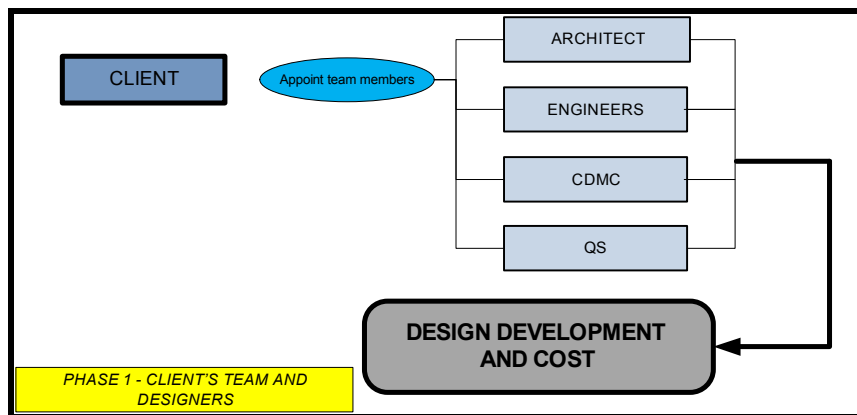 CLIENT
Appoint team members
ARCHITECT
ENGINEERS
CDMC
QS
DESIGN DEVELOPMENT
AND COST
PHASE 1 - CLIENT'S TEAM AND
DESIGNERS